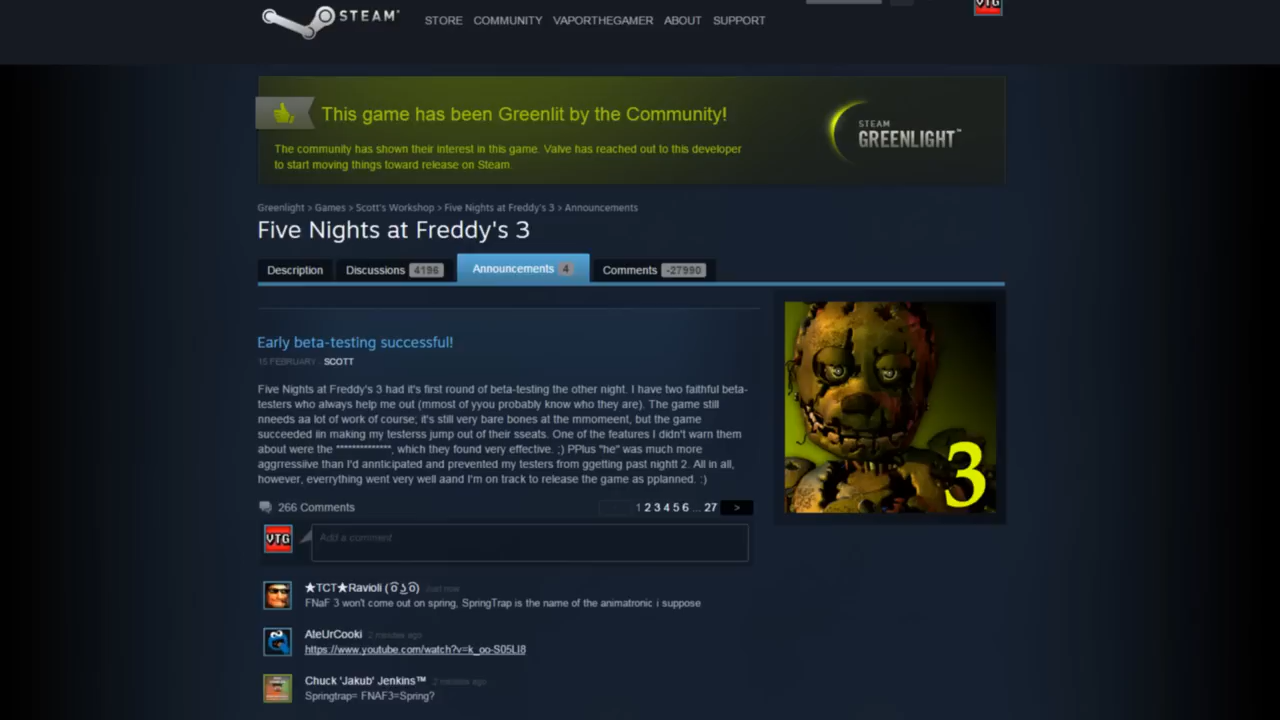 STEAM™
STORE COMMUNITY VAPORTHEGAMER ABOUT SUPPORT
VTG
This game has been Greenlit by the Community!
The community has shown their interest in this game. Valve has reached out to this developer
to start moving things toward release on Steam.
STEAM
GREENLIGHT™
Greenlight > Games > Scott's Workshop > Five Nights at Freddy's 3 > Announcements
Five Nights at Freddy's 3
Description Discussions 4196 Announcements 4 Comments -27990
Early beta-testing successful!
15 FEBRUARY - SCOTT
Five Nights at Freddy's 3 had it's first round of beta-testing the other night. I have two faithful beta-
testers who always help me out (mmost of yyou probably know who they are). The game still
nneeds aa lot of work of course; it's still very bare bones at the mmomeent, but the game
succeeded iin making my testerss jump out of their sseats. One of the features I didn't warn them
about were the **************, which they found very effective. ;) PPlus "he" was much more
aggrressiive than I'd annticipated and prevented my testers from ggetting past nightt 2. All in all,
however, everrything went very well aand I'm on track to release the game as pplanned. :)
266 Comments
< 1 2 3 4 5 6 ... 27 >
VTG
Add a comment
★TCT★Ravioli ( ͡o ͜ʖ ͡o) Just now
FNaF 3 won't come out on spring, SpringTrap is the name of the animatronic i suppose
AleUrCooki 2 minutes ago
https://www.youtube.com/watch?v=k_oo-S05LI8
Chuck 'Jakub' Jenkins™ 2 minutes ago
Springtrap= FNAF3=Spring?
3